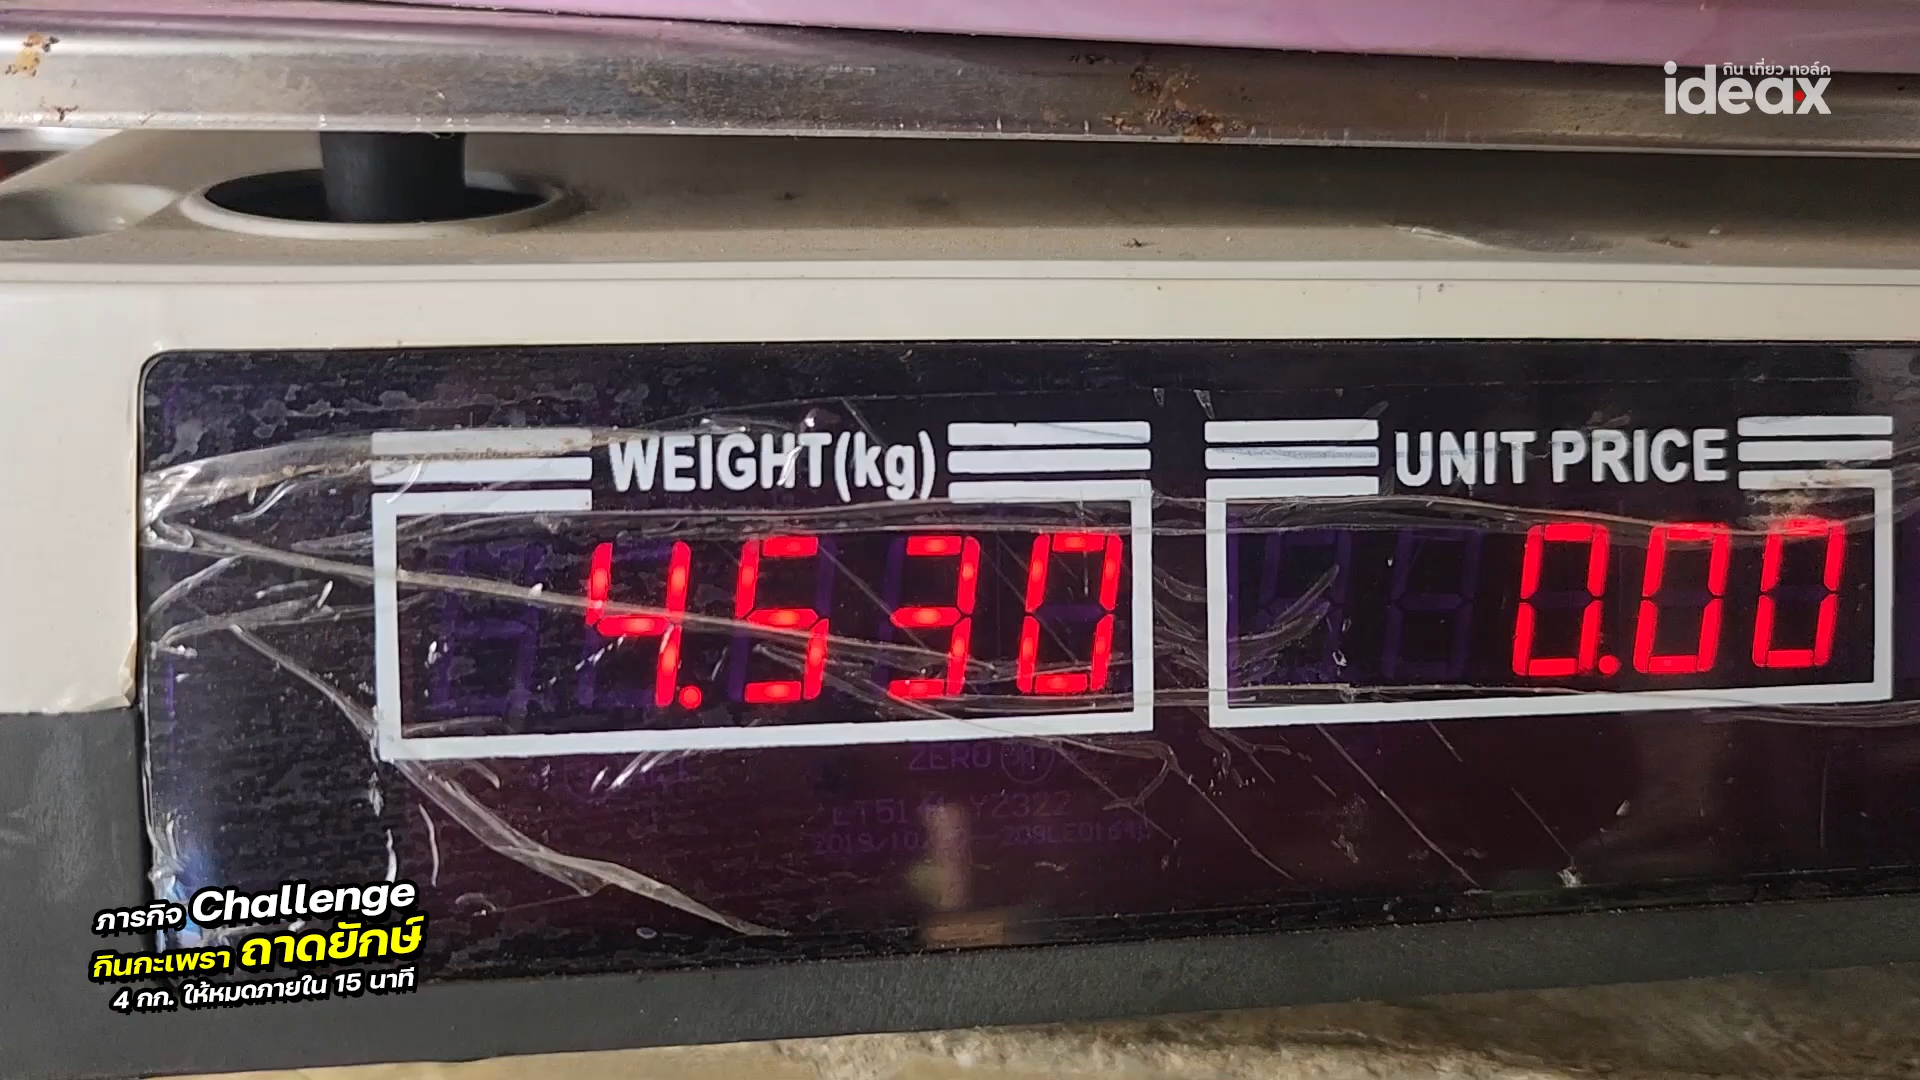 กิน เที่ยว ทอล์ค
ideax
WEIGHT(kg)
UNIT PRICE
4.530
0.00
ZERO
ภารกิจ Challenge
กินกะเพรา ถาดยักษ์
4 กก. ให้หมดภายใน 15 นาที